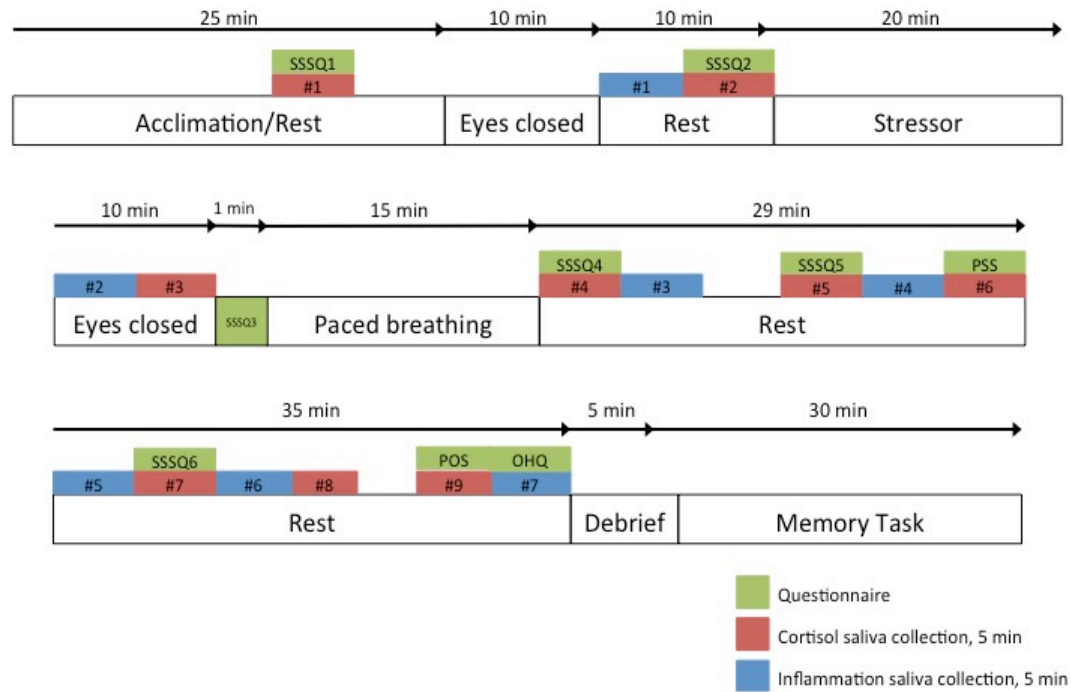 25 min 10 min 10 min 20 min
SSSQ1 SSSQ2
#1 #1 #2
Acclimation/Rest Eyes closed Rest Stressor
10 min 1 min 15 min 29 min
SSSQ4 SSSQ5 PSS
#2 #3 #4 #3 #5 #4 #6
Eyes closed SSSQ3 Paced breathing Rest
35 min 5 min 30 min
SSSQ6 POS OHQ
#5 #7 #6 #8 #9 #7
Rest Debrief Memory Task
Questionnaire
Cortisol saliva collection, 5 min
Inflammation saliva collection, 5 min